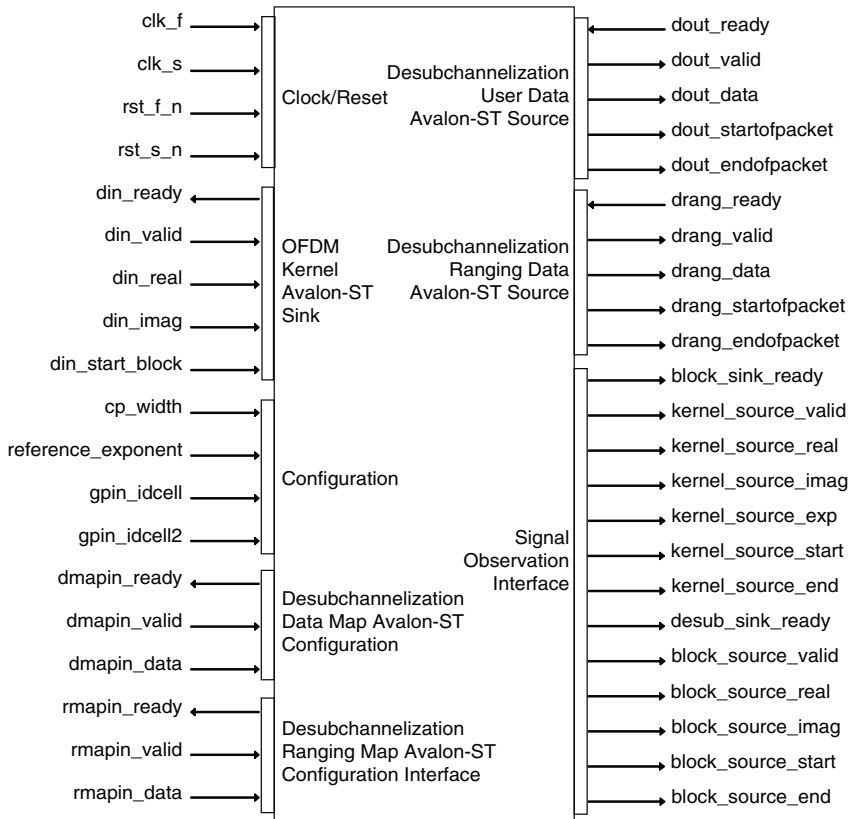 clk_f
clk_s
rst_f_n
rst_s_n
Clock/Reset
din_ready
din_valid
din_real
din_imag
din_start_block
OFDM
Kernel
Avalon-ST
Sink
cp_width
reference_exponent
gpin_idcell
gpin_idcell2
Configuration
dmapin_ready
dmapin_valid
dmapin_data
Desubchannelization
Data Map Avalon-ST
Configuration
rmapin_ready
rmapin_valid
rmapin_data
Desubchannelization
Ranging Map Avalon-ST
Configuration Interface
Desubchannelization
User Data
Avalon-ST Source
dout_ready
dout_valid
dout_data
dout_startofpacket
dout_endofpacket
Desubchannelization
Ranging Data
Avalon-ST Source
drang_ready
drang_valid
drang_data
drang_startofpacket
drang_endofpacket
Signal
Observation
Interface
block_sink_ready
kernel_source_valid
kernel_source_real
kernel_source_imag
kernel_source_exp
kernel_source_start
kernel_source_end
desub_sink_ready
block_source_valid
block_source_real
block_source_imag
block_source_start
block_source_end